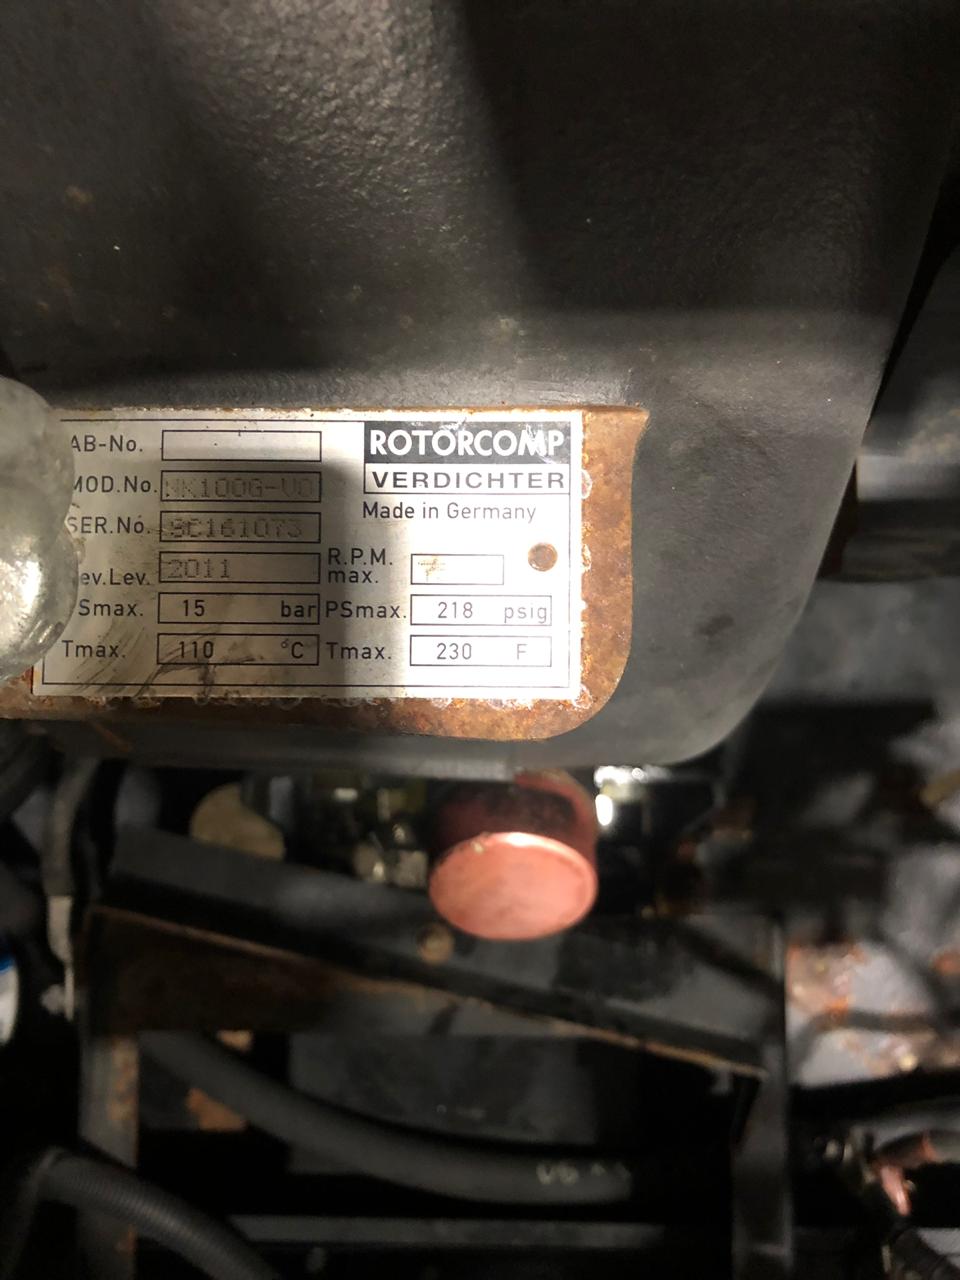 AB-No.
ROTORCOMP
VERDICHTER
MOD.No. NK100G-VO
Made in Germany
SER.No. SC161073
ev.Lev. 2011 R.P.M. max.
Smax. 15 bar PSmax. 218 psig
Tmax. 110 °C Tmax. 230 F